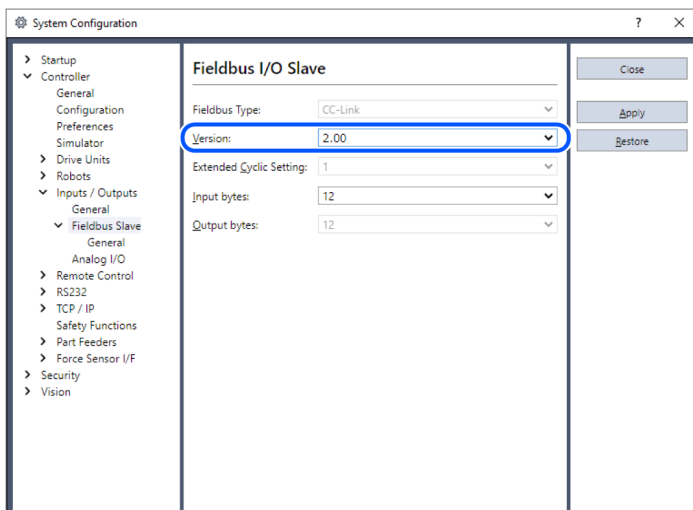 System Configuration
?
Startup
Controller
General
Configuration
Preferences
Simulator
Drive Units
Robots
Inputs / Outputs
General
Fieldbus Slave
General
Analog I/O
Remote Control
RS232
TCP / IP
Safety Functions
Part Feeders
Force Sensor I/F
Security
Vision
Fieldbus I/O Slave
Fieldbus Type: CC-Link
Version: 2.00
Extended Cyclic Setting: 1
Input bytes: 12
Output bytes: 12
Close
Apply
Restore